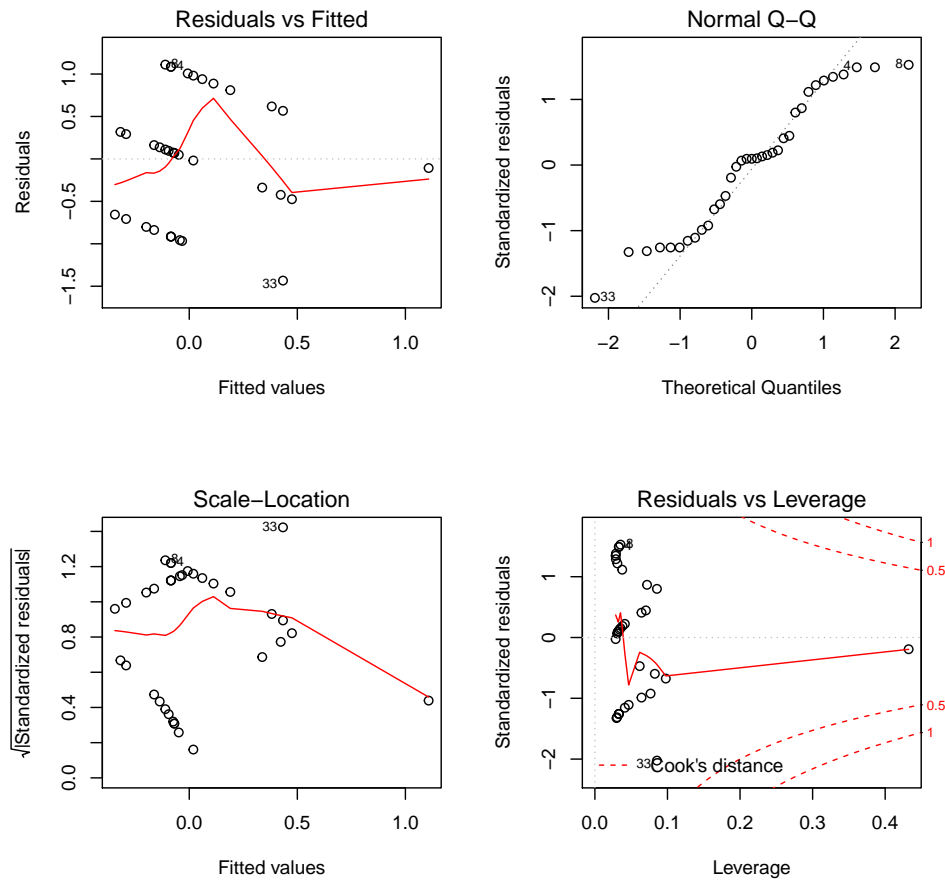 Residuals vs Fitted
Residuals
1.0
0.5
−0.5
−1.5
8
4
33
0.0 0.5 1.0
Fitted values
Normal Q−Q
Standardized residuals
1
0
−1
−2
4
8
33
−2 −1 0 1 2
Theoretical Quantiles
Scale−Location
√|Standardized residuals|
1.2
0.8
0.4
0.0
33
8
4
0.0 0.5 1.0
Fitted values
Residuals vs Leverage
Standardized residuals
1
0
−1
−2
8
4
33
Cook's distance
1
0.5
0.5
1
0.0 0.1 0.2 0.3 0.4
Leverage